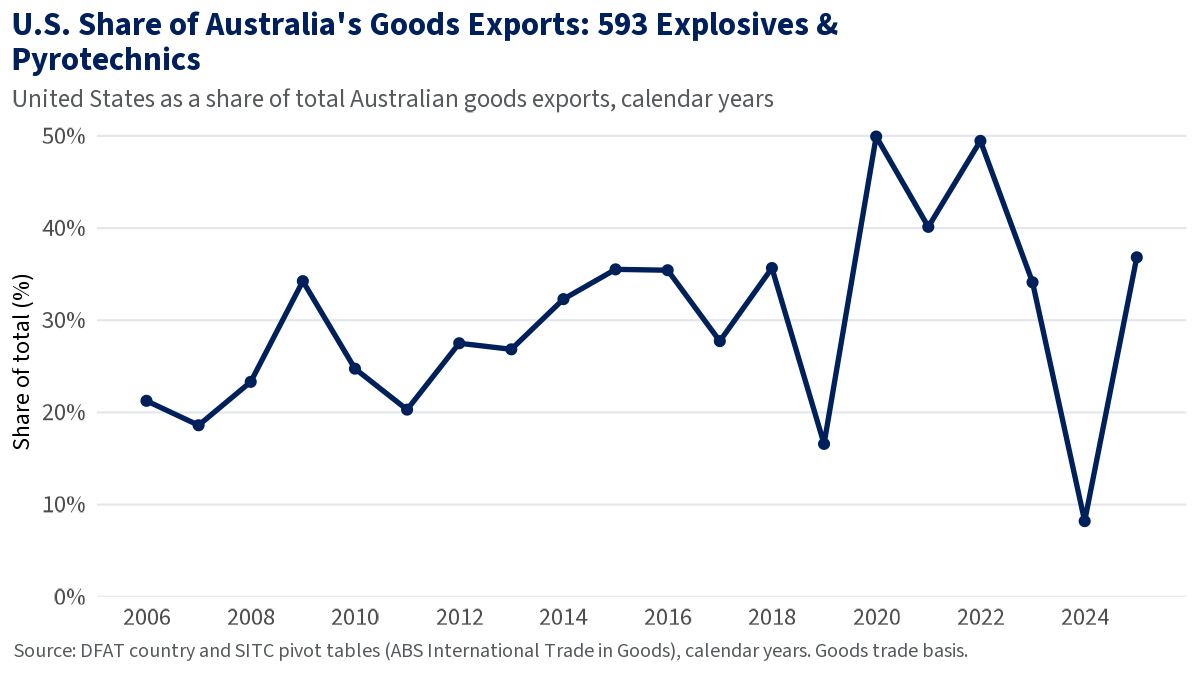 U.S. Share of Australia's Goods Exports: 593 Explosives &
Pyrotechnics
United States as a share of total Australian goods exports, calendar years
Share of total (%)
50%
40%
30%
20%
10%
0%
2006 2008 2010 2012 2014 2016 2018 2020 2022 2024
Source: DFAT country and SITC pivot tables (ABS International Trade in Goods), calendar years. Goods trade basis.